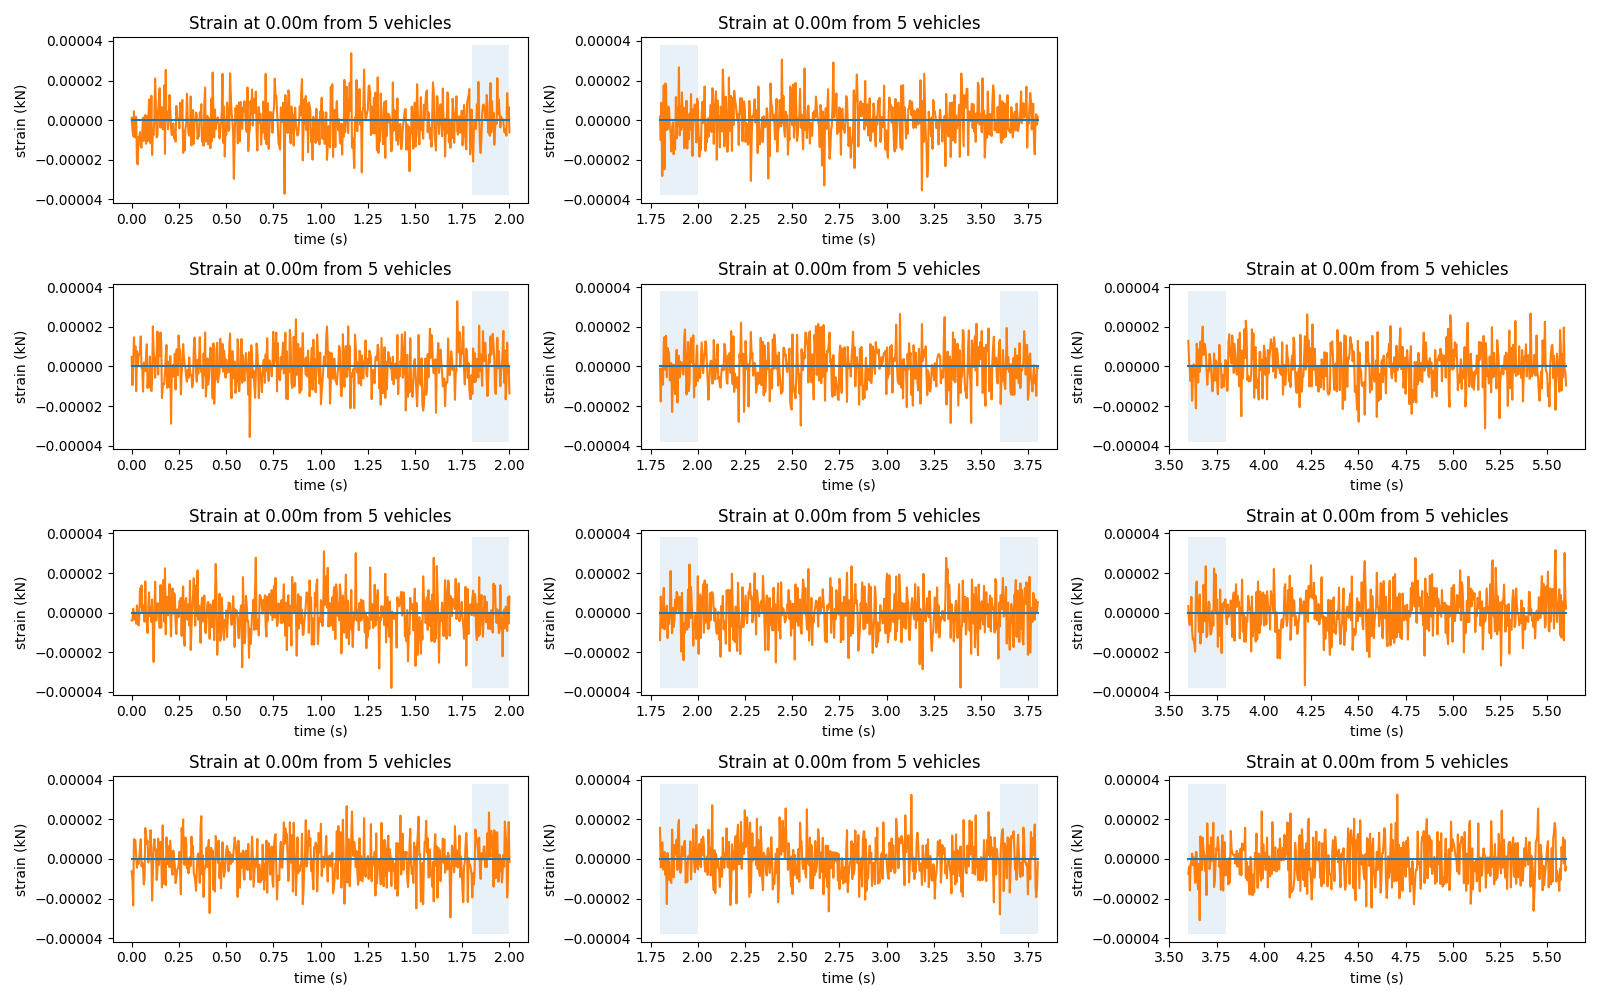 Strain at 0.00m from 5 vehicles Strain at 0.00m from 5 vehicles
0.00004 0.00004
0.00002 0.00002
0.00000 0.00000
−0.00002 −0.00002
−0.00004 −0.00004
strain (kN) strain (kN)
0.00 0.25 0.50 0.75 1.00 1.25 1.50 1.75 2.00 1.75 2.00 2.25 2.50 2.75 3.00 3.25 3.50 3.75
time (s) time (s)
Strain at 0.00m from 5 vehicles Strain at 0.00m from 5 vehicles Strain at 0.00m from 5 vehicles
0.00004 0.00004 0.00004
0.00002 0.00002 0.00002
0.00000 0.00000 0.00000
−0.00002 −0.00002 −0.00002
−0.00004 −0.00004 −0.00004
strain (kN) strain (kN) strain (kN)
0.00 0.25 0.50 0.75 1.00 1.25 1.50 1.75 2.00 1.75 2.00 2.25 2.50 2.75 3.00 3.25 3.50 3.75 3.50 3.75 4.00 4.25 4.50 4.75 5.00 5.25 5.50
time (s) time (s) time (s)
Strain at 0.00m from 5 vehicles Strain at 0.00m from 5 vehicles Strain at 0.00m from 5 vehicles
0.00004 0.00004 0.00004
0.00002 0.00002 0.00002
0.00000 0.00000 0.00000
−0.00002 −0.00002 −0.00002
−0.00004 −0.00004 −0.00004
strain (kN) strain (kN) strain (kN)
0.00 0.25 0.50 0.75 1.00 1.25 1.50 1.75 2.00 1.75 2.00 2.25 2.50 2.75 3.00 3.25 3.50 3.75 3.50 3.75 4.00 4.25 4.50 4.75 5.00 5.25 5.50
time (s) time (s) time (s)
Strain at 0.00m from 5 vehicles Strain at 0.00m from 5 vehicles Strain at 0.00m from 5 vehicles
0.00004 0.00004 0.00004
0.00002 0.00002 0.00002
0.00000 0.00000 0.00000
−0.00002 −0.00002 −0.00002
−0.00004 −0.00004 −0.00004
strain (kN) strain (kN) strain (kN)
0.00 0.25 0.50 0.75 1.00 1.25 1.50 1.75 2.00 1.75 2.00 2.25 2.50 2.75 3.00 3.25 3.50 3.75 3.50 3.75 4.00 4.25 4.50 4.75 5.00 5.25 5.50
time (s) time (s) time (s)